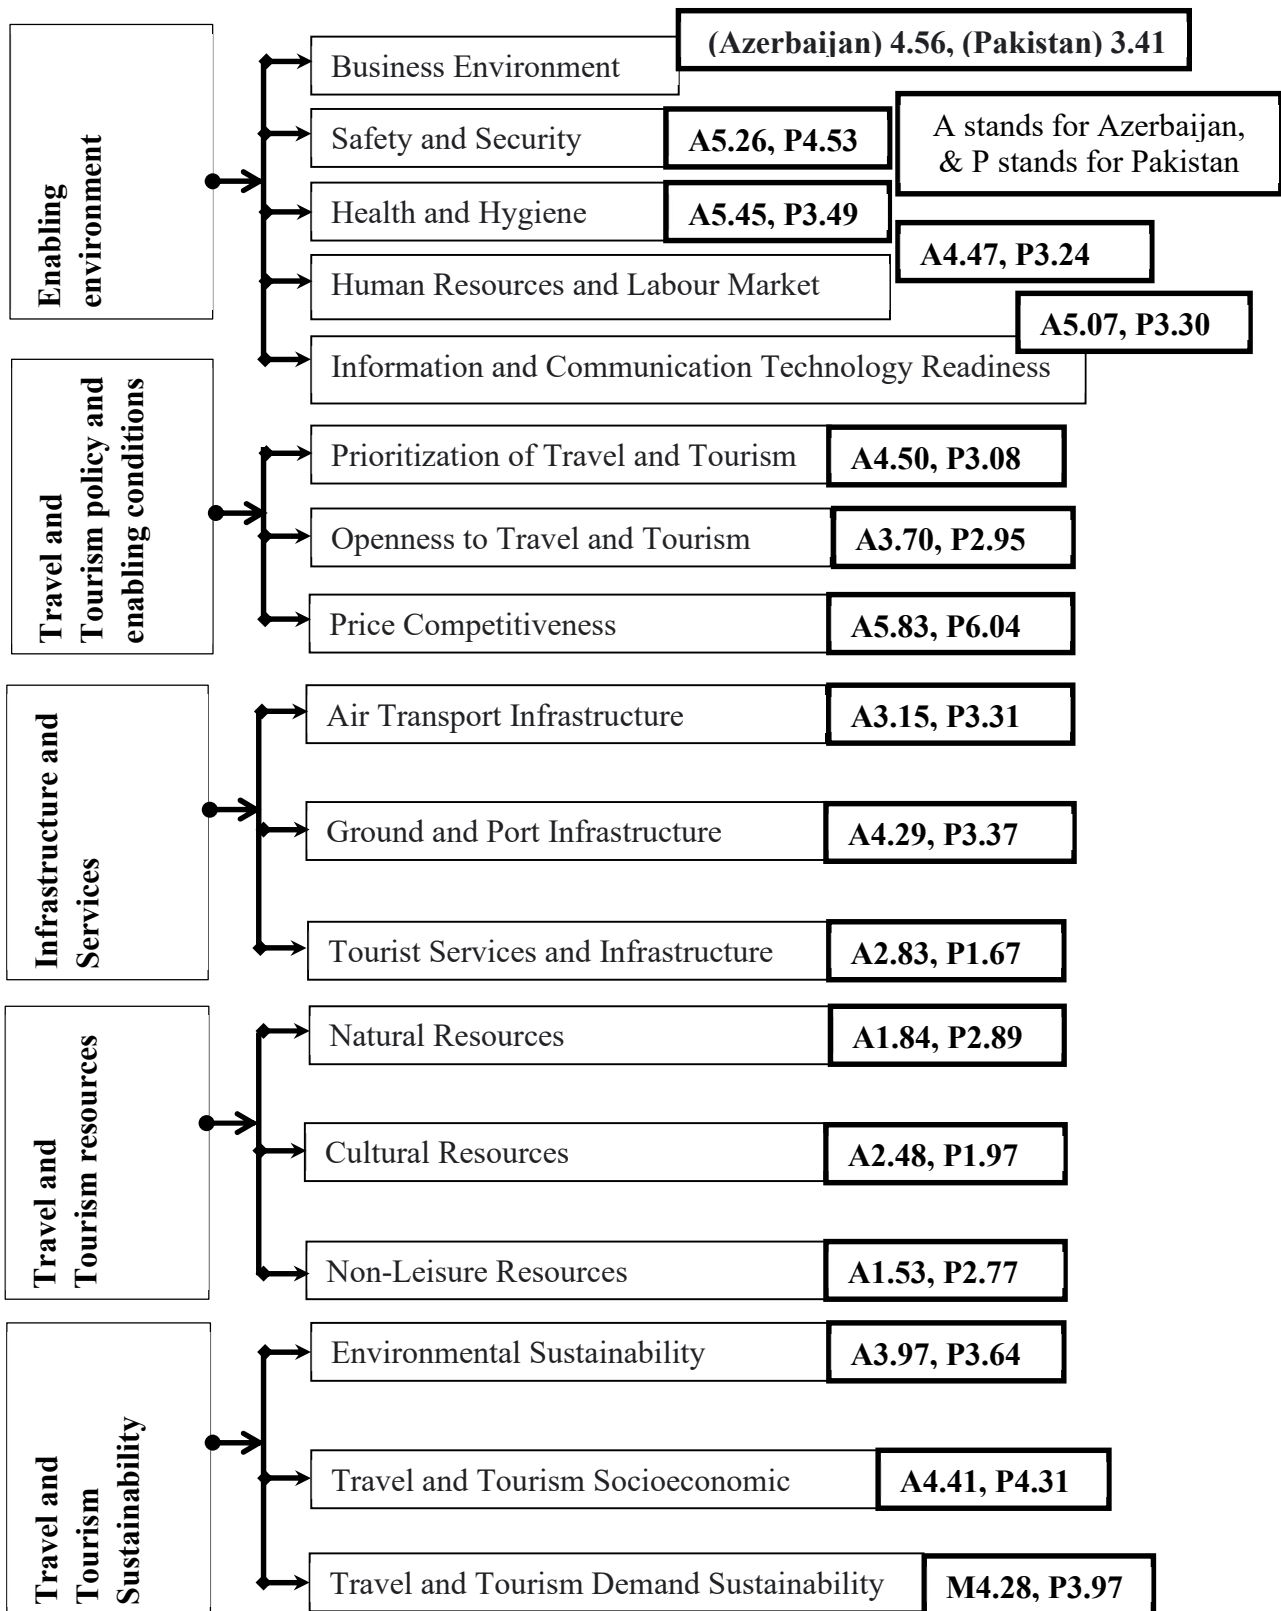 Enabling
environment
Business Environment
(Azerbaijan) 4.56, (Pakistan) 3.41
Safety and Security
A5.26, P4.53
A stands for Azerbaijan,
& P stands for Pakistan
Health and Hygiene
A5.45, P3.49
Human Resources and Labour Market
A4.47, P3.24
Information and Communication Technology Readiness
A5.07, P3.30
Travel and
Tourism policy and
enabling conditions
Prioritization of Travel and Tourism
A4.50, P3.08
Openness to Travel and Tourism
A3.70, P2.95
Price Competitiveness
A5.83, P6.04
Infrastructure and
Services
Air Transport Infrastructure
A3.15, P3.31
Ground and Port Infrastructure
A4.29, P3.37
Tourist Services and Infrastructure
A2.83, P1.67
Travel and
Tourism resources
Natural Resources
A1.84, P2.89
Cultural Resources
A2.48, P1.97
Non-Leisure Resources
A1.53, P2.77
Travel and
Tourism
Sustainability
Environmental Sustainability
A3.97, P3.64
Travel and Tourism Socioeconomic
A4.41, P4.31
Travel and Tourism Demand Sustainability
M4.28, P3.97